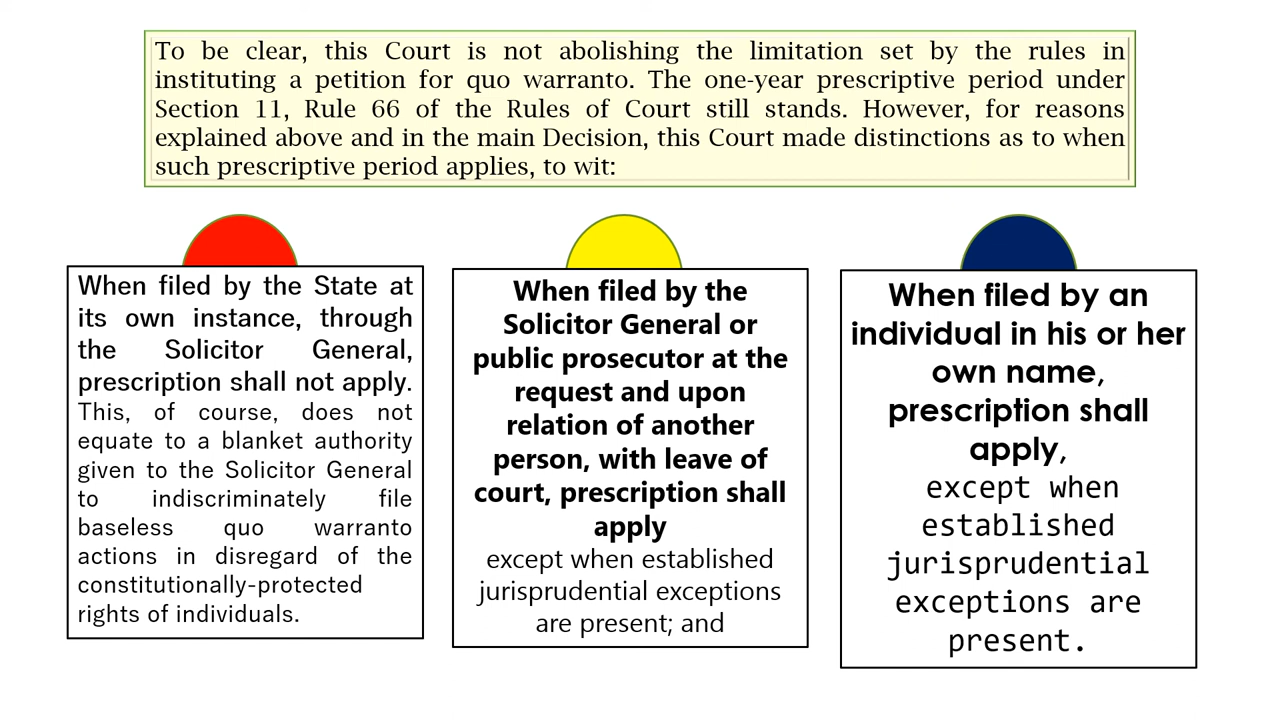 To be clear, this Court is not abolishing the limitation set by the rules in
instituting a petition for quo warranto. The one-year prescriptive period under
Section 11, Rule 66 of the Rules of Court still stands. However, for reasons
explained above and in the main Decision, this Court made distinctions as to when
such prescriptive period applies, to wit:
When filed by the State at
its own instance, through
the Solicitor General,
prescription shall not apply.
This, of course, does not
equate to a blanket authority
given to the Solicitor General
to indiscriminately file
baseless quo warranto
actions in disregard of the
constitutionally-protected
rights of individuals.
When filed by the
Solicitor General or
public prosecutor at the
request and upon
relation of another
person, with leave of
court, prescription shall
apply
except when established
jurisprudential exceptions
are present; and
When filed by an
individual in his or her
own name,
prescription shall
apply,
except when
established
jurisprudential
exceptions are
present.